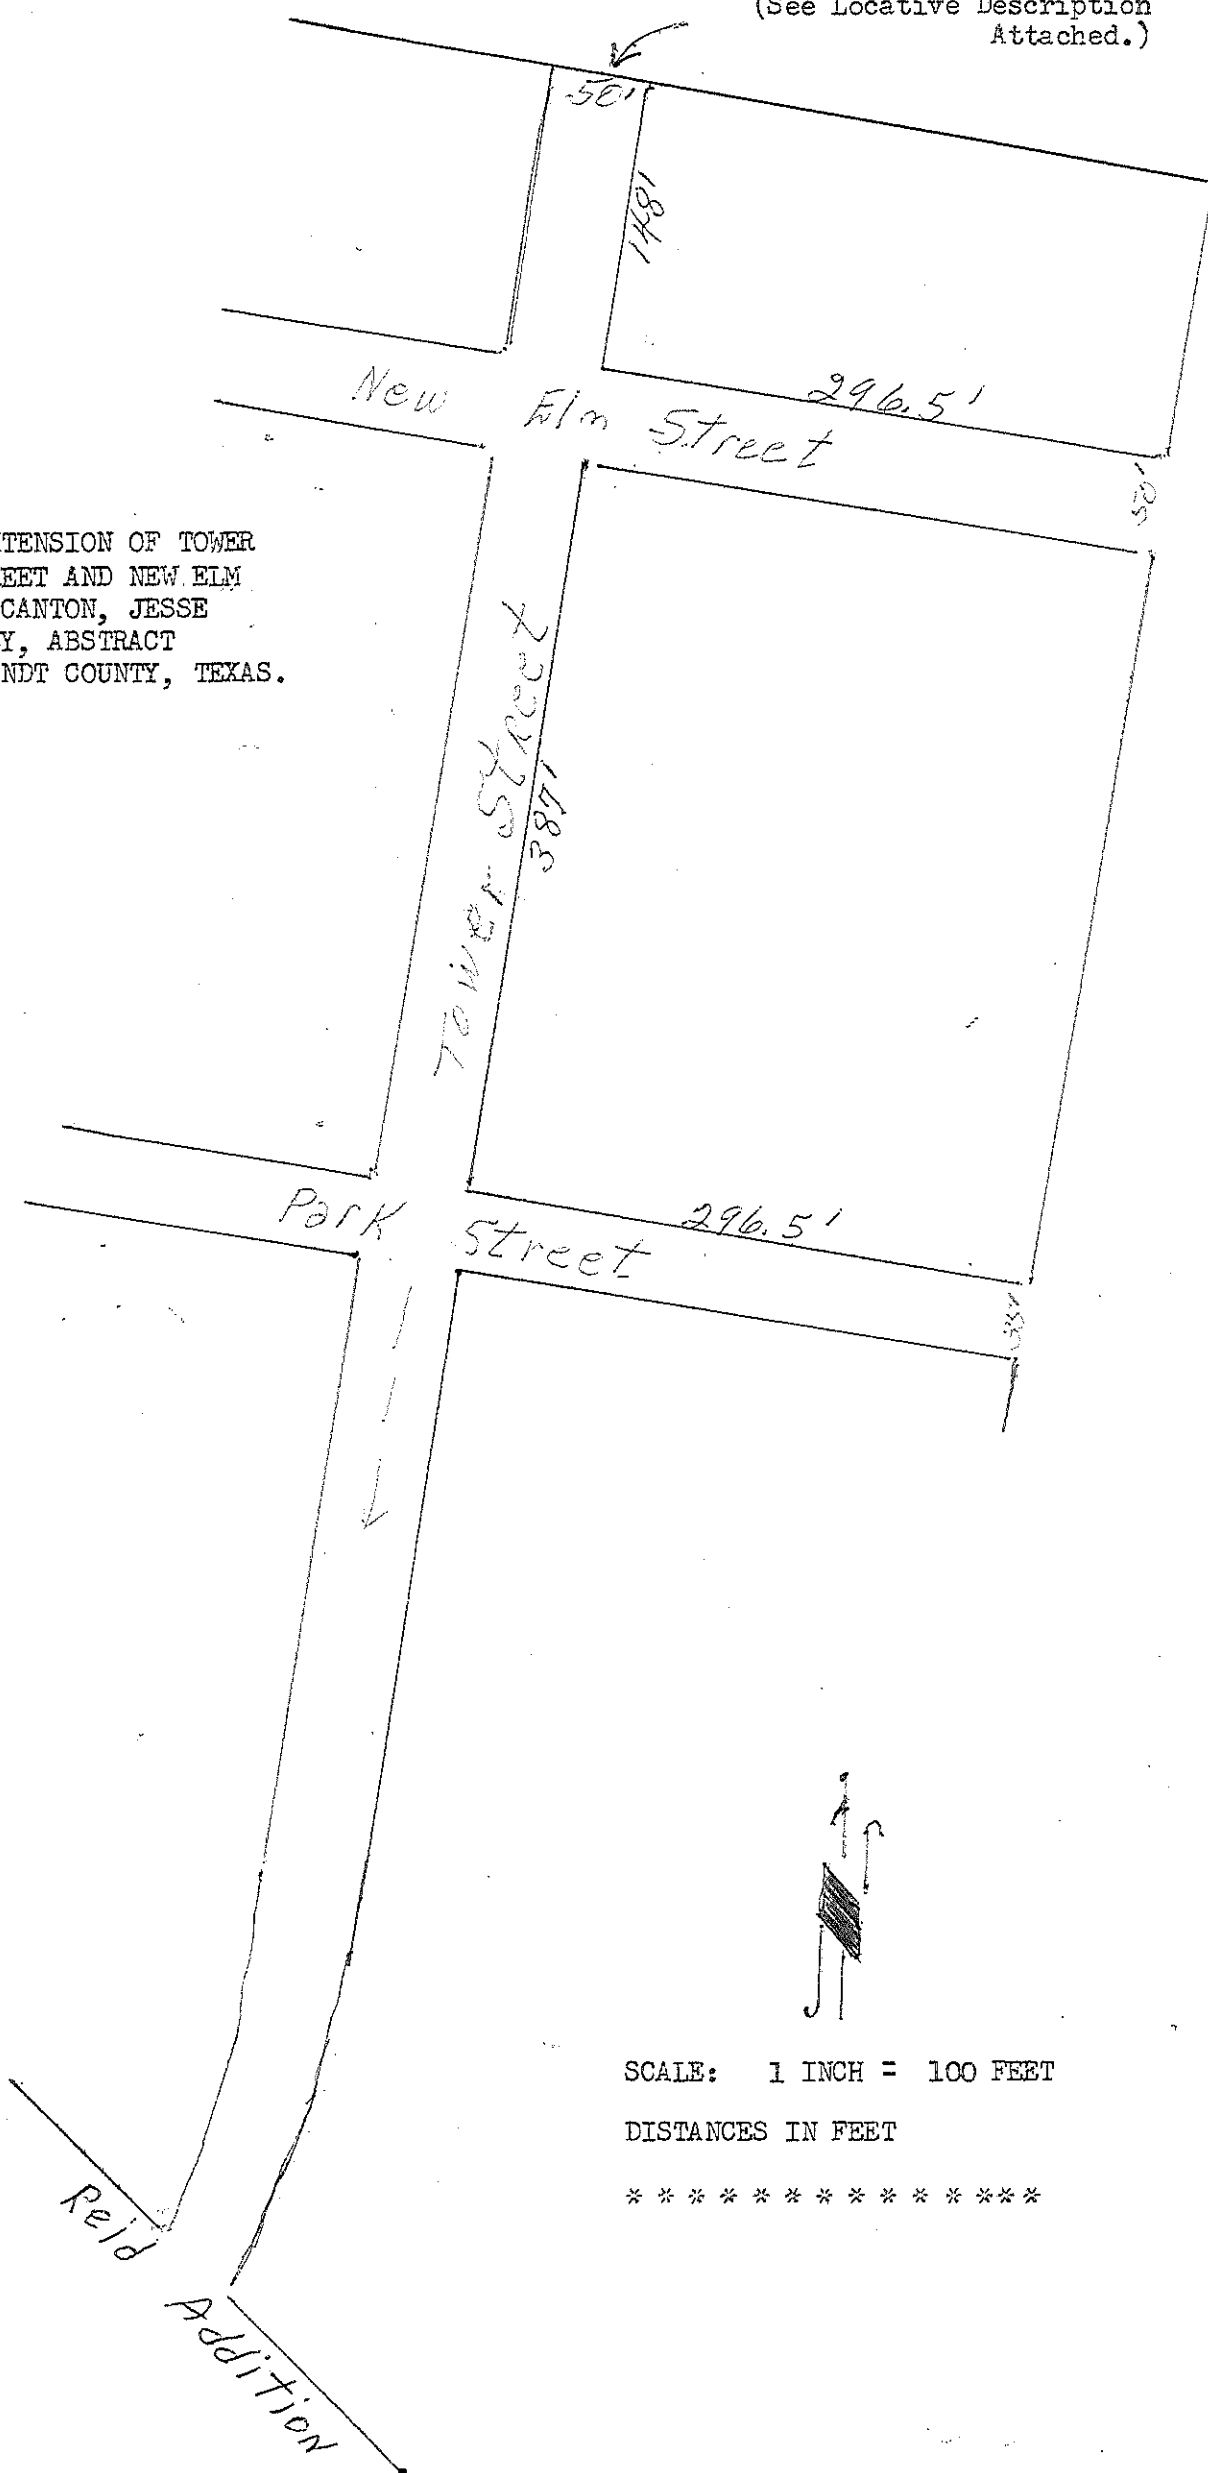 (See Locative Description
Attached.)
50'
148'
New Elm Street
296.5'
50'
TENSION OF TOWER
EET AND NEW ELM
CANTON, JESSE
Y, ABSTRACT
NDT COUNTY, TEXAS.
Tower Street
387'
Park Street
296.5'
SCALE: 1 INCH = 100 FEET
DISTANCES IN FEET
* * * * * * * * * * * * * *
Reid Addition